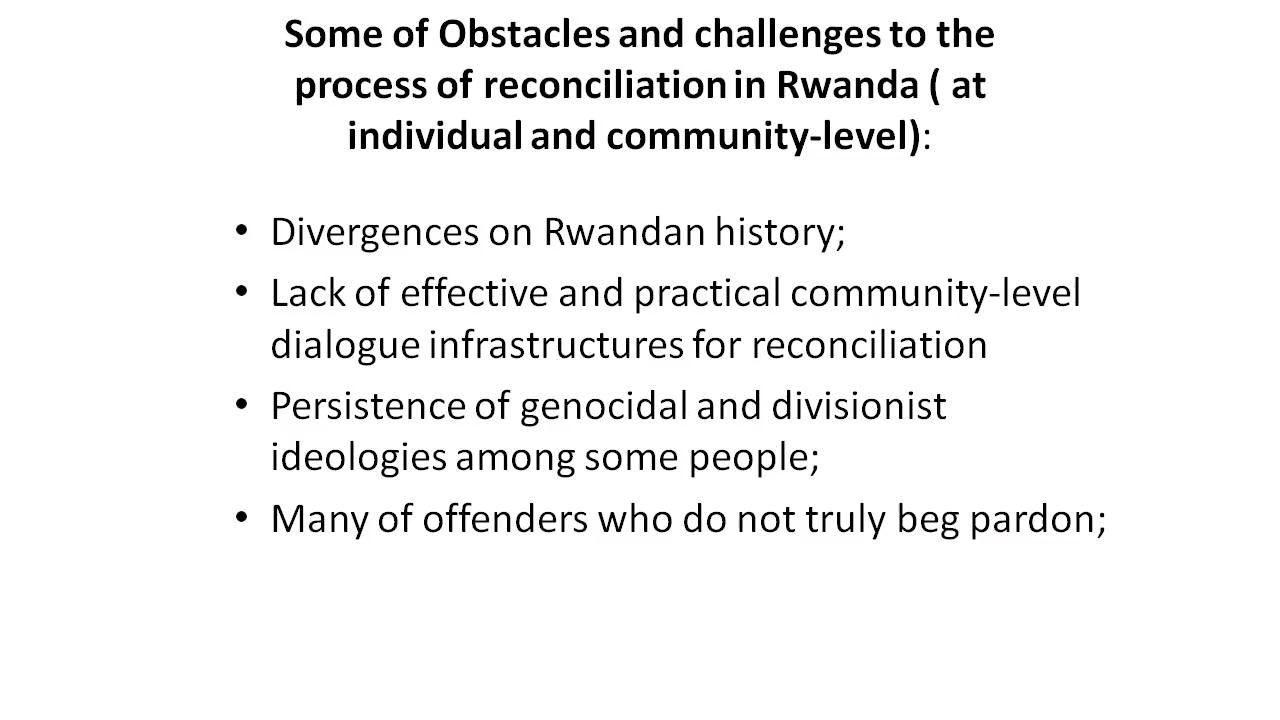 Some of Obstacles and challenges to the
process of reconciliation in Rwanda ( at
individual and community-level):
• Divergences on Rwandan history;
• Lack of effective and practical community-level
dialogue infrastructures for reconciliation
• Persistence of genocidal and divisionist
ideologies among some people;
• Many of offenders who do not truly beg pardon;